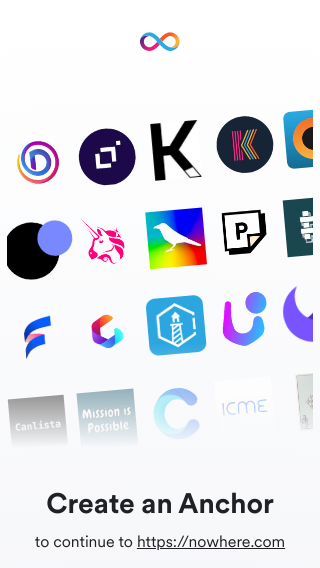 Canlista
Mission is
Possible
ICME
Create an Anchor
to continue to https://nowhere.com